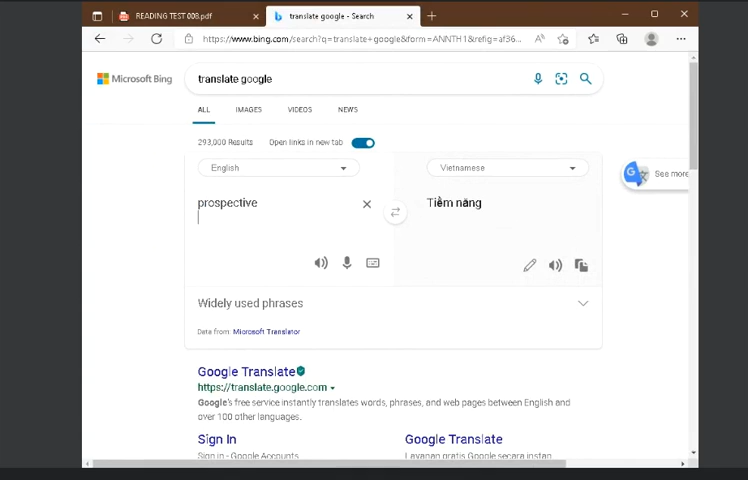 READING TEST 008.pdf
translate google - Search
https://www.bing.com/search?q=translate+google&form=ANNTH1&refig=af36...
Microsoft Bing
translate google
ALL IMAGES VIDEOS NEWS
293,000 Results Open links in new tab
English Vietnamese
See more
prospective Tiềm năng
Widely used phrases
Data from: Microsoft Translator
Google Translate
https://translate.google.com
Google's free service instantly translates words, phrases, and web pages between English and
over 100 other languages.
Sign In Google Translate
Sign in - Google Accounts Layanan gratis Google secara instan